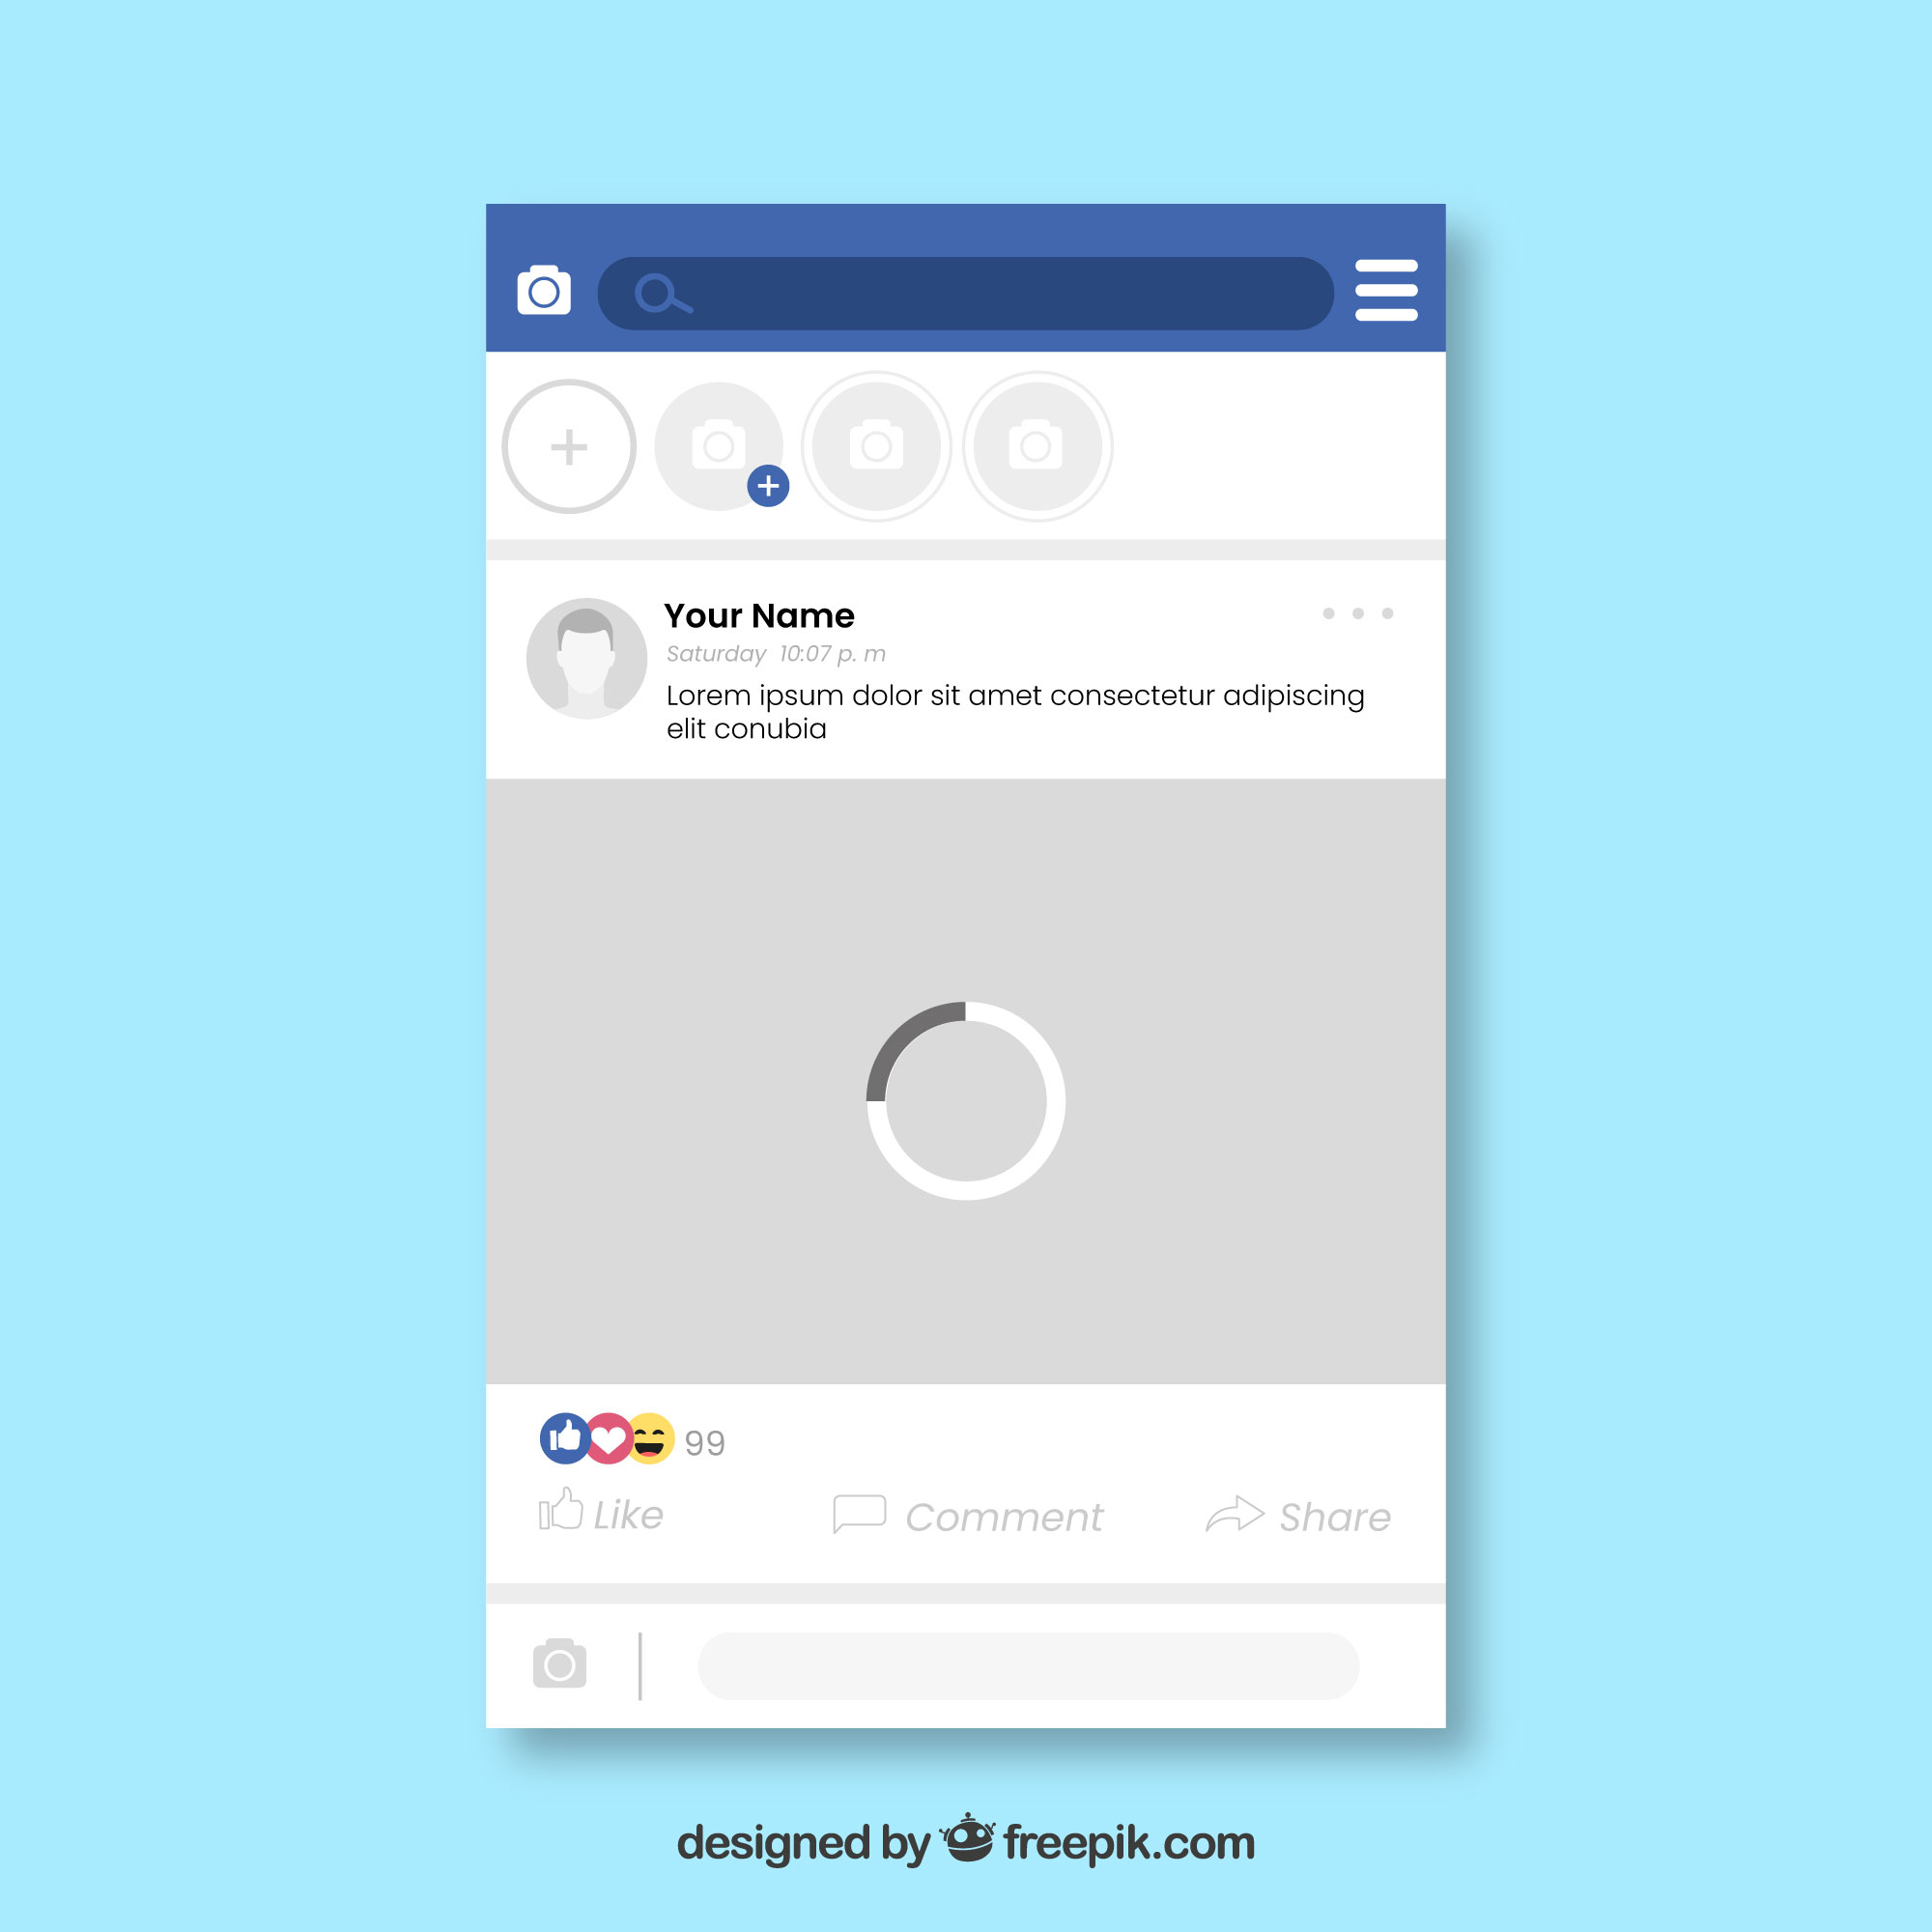 Your Name
Saturday 10:07 p. m
Lorem ipsum dolor sit amet consectetur adipiscing
elit conubia
99
Like Comment Share
designed by freepik.com